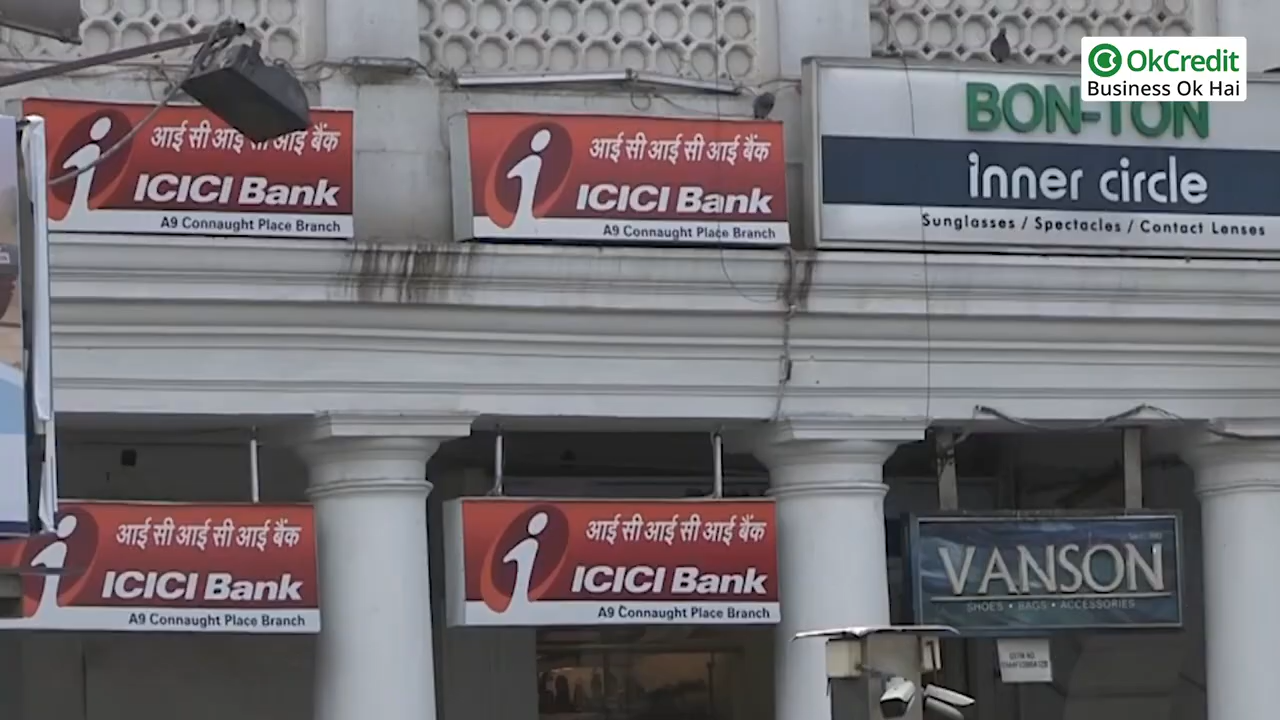 OkCredit
Business Ok Hai
आई सी आई सी आई बैंक
ICICI Bank
A9 Connaught Place Branch
आई सी आई सी आई बैंक
ICICI Bank
A9 Connaught Place Branch
BON-TON
inner circle
Sunglasses / Spectacles / Contact Lenses
आई सी आई सी आई बैंक
ICICI Bank
A9 Connaught Place Branch
आई सी आई सी आई बैंक
ICICI Bank
A9 Connaught Place Branch
VANSON
SHOES • BAGS • ACCESSORIES